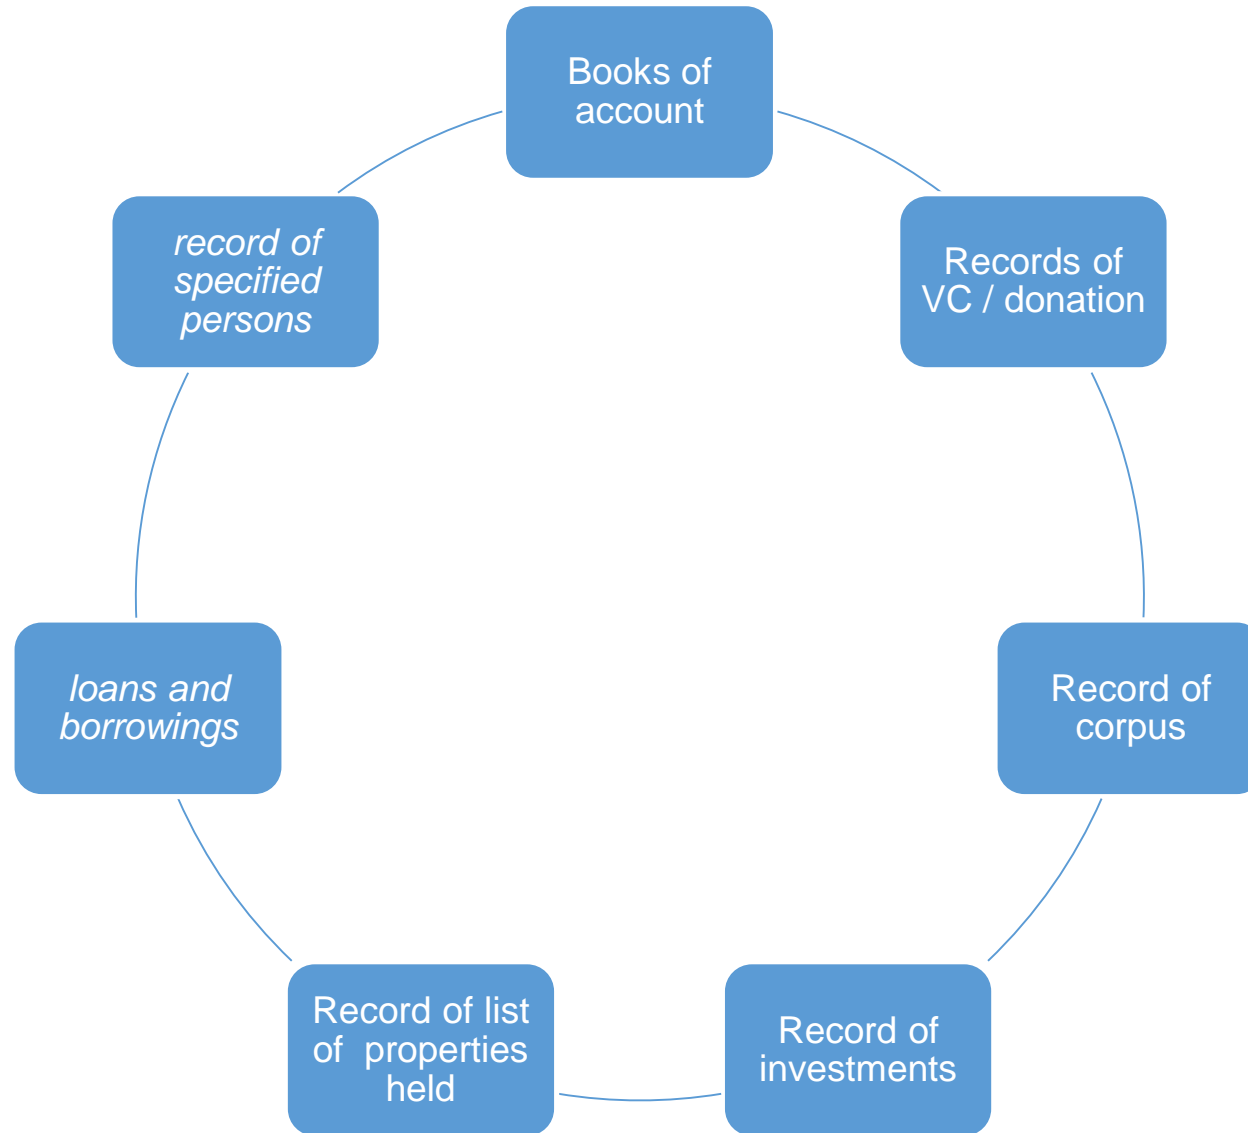 Books of
account
Records of
VC / donation
Record of
corpus
Record of
investments
Record of list
of properties
held
loans and
borrowings
record of
specified
persons